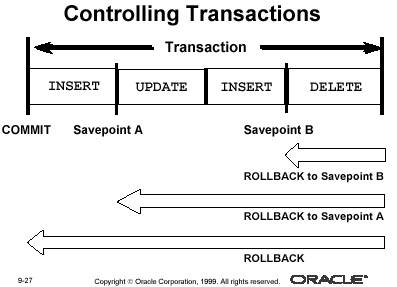 Controlling Transactions
Transaction
INSERT UPDATE INSERT DELETE
COMMIT Savepoint A Savepoint B
ROLLBACK to Savepoint B
ROLLBACK to Savepoint A
ROLLBACK
9-27 Copyright © Oracle Corporation, 1999. All rights reserved. ORACLE®